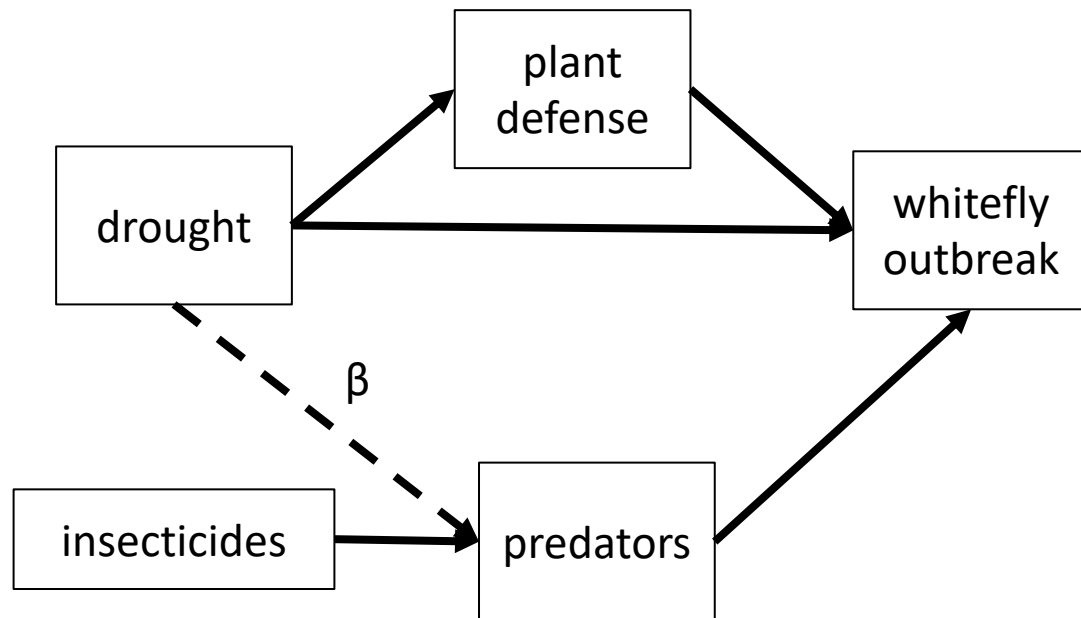 plant
defense
drought
whitefly
outbreak
β
insecticides
predators